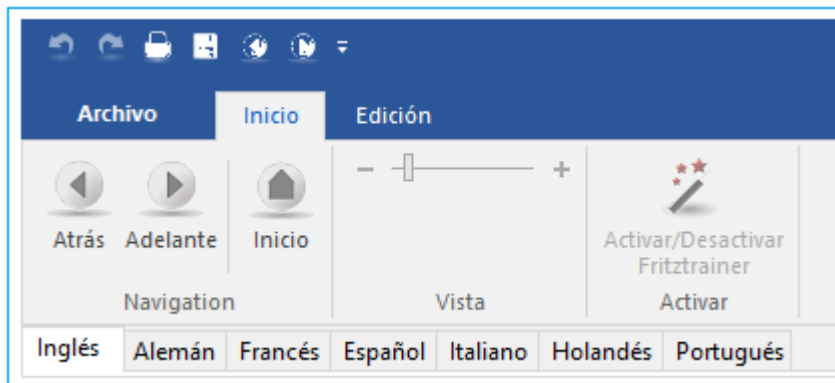 Archivo Inicio Edición
Atrás Adelante Inicio Activar/Desactivar
Fritztrainer
Navigation Vista Activar
Inglés Alemán Francés Español Italiano Holandés Portugués